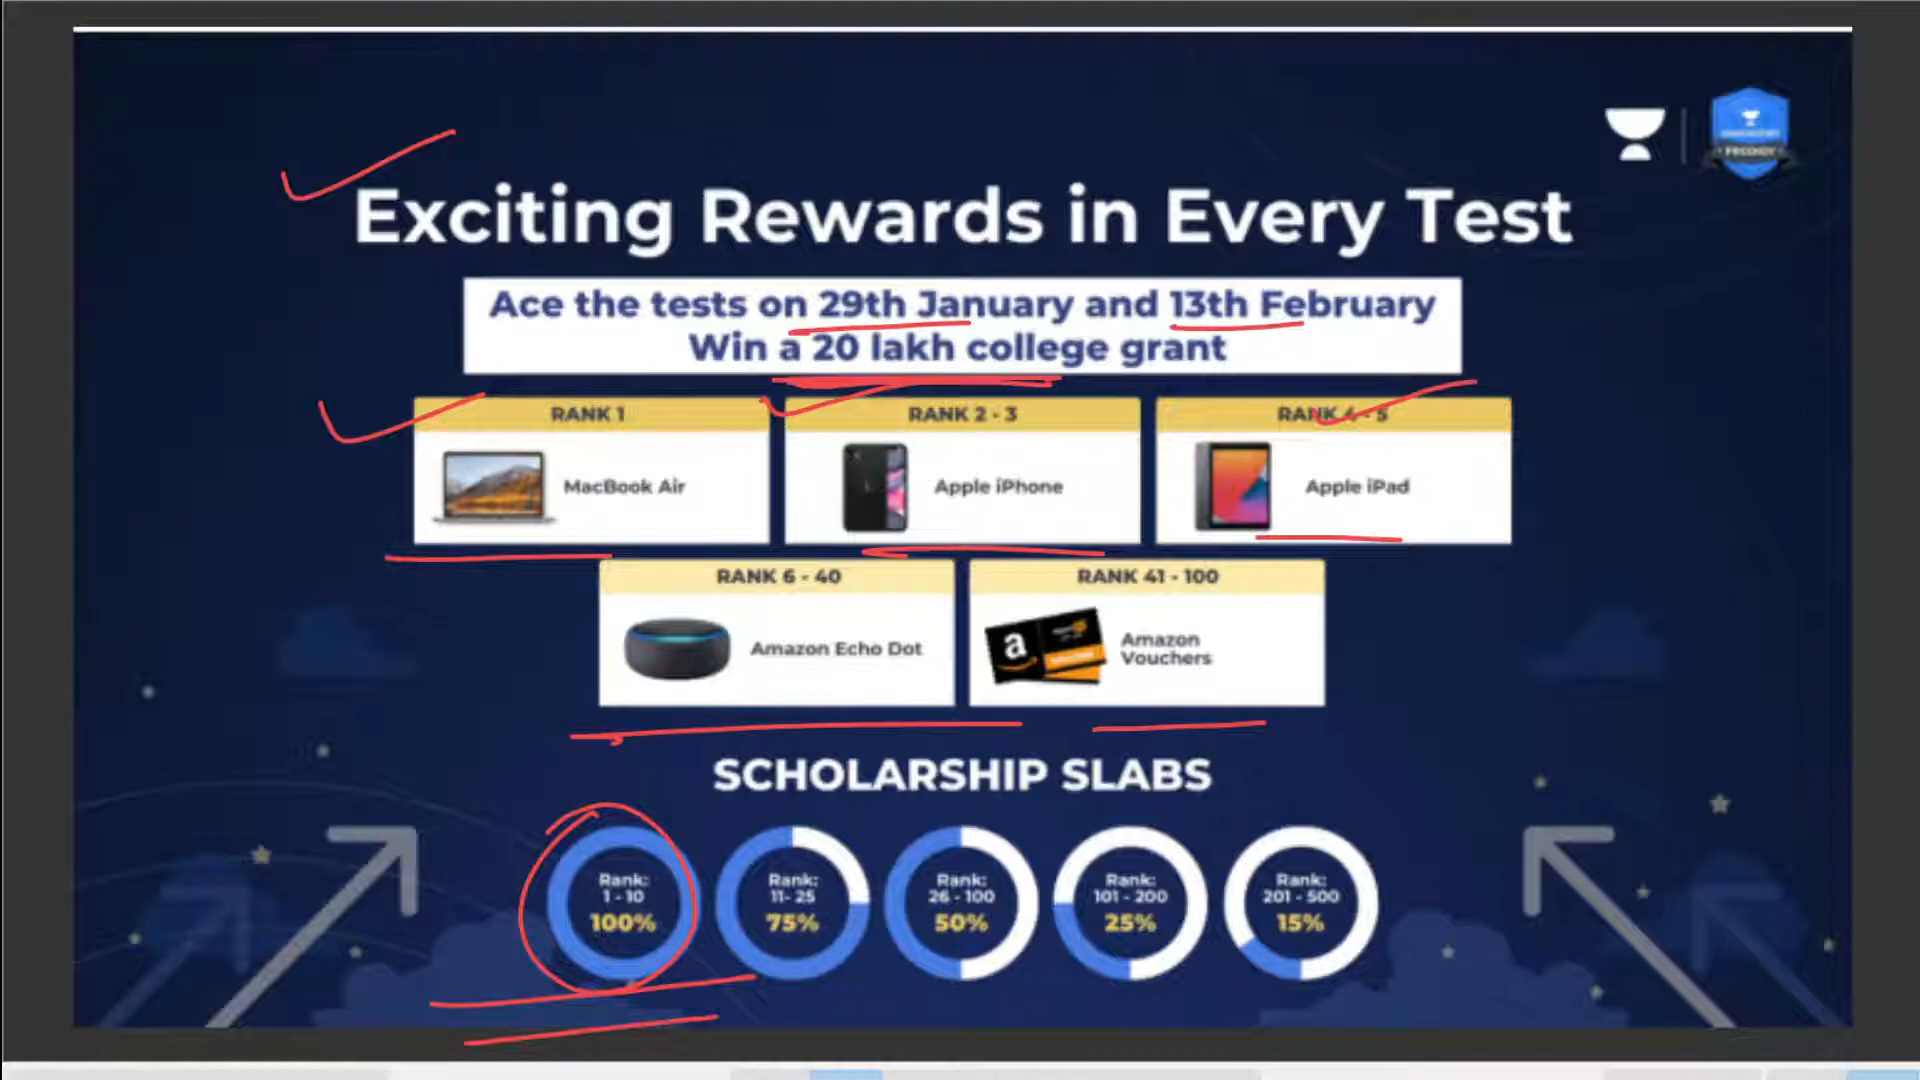 PRODIGY
Exciting Rewards in Every Test
Ace the tests on 29th January and 13th February
Win a 20 lakh college grant
RANK 1
MacBook Air
RANK 2 - 3
Apple iPhone
RANK 4 - 5
Apple iPad
RANK 6 - 40
Amazon Echo Dot
RANK 41 - 100
a
Amazon
Vouchers
SCHOLARSHIP SLABS
Rank:
1 - 10
100%
Rank:
11- 25
75%
Rank:
26 - 100
50%
Rank:
101 - 200
25%
Rank:
201 - 500
15%